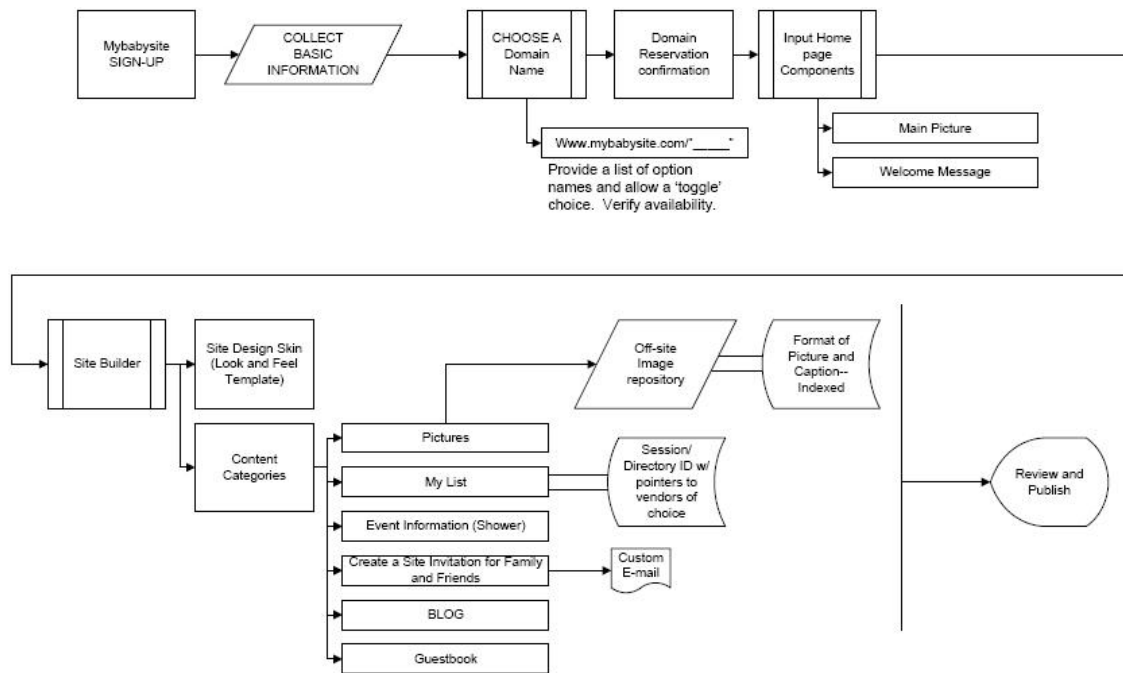 Mybabysite
SIGN-UP
COLLECT
BASIC
INFORMATION
CHOOSE A
Domain
Name
Domain
Reservation
confirmation
Input Home
page
Components
Www.mybabysite.com/"_____"
Provide a list of option
names and allow a ‘toggle’
choice. Verify availability.
Main Picture
Welcome Message
Site Builder
Site Design Skin
(Look and Feel
Template)
Content
Categories
Pictures
My List
Event Information (Shower)
Create a Site Invitation for Family
and Friends
BLOG
Guestbook
Off-site
Image
repository
Format of
Picture and
Caption--
Indexed
Session/
Directory ID w/
pointers to
vendors of
choice
Custom
E-mail
Review and
Publish